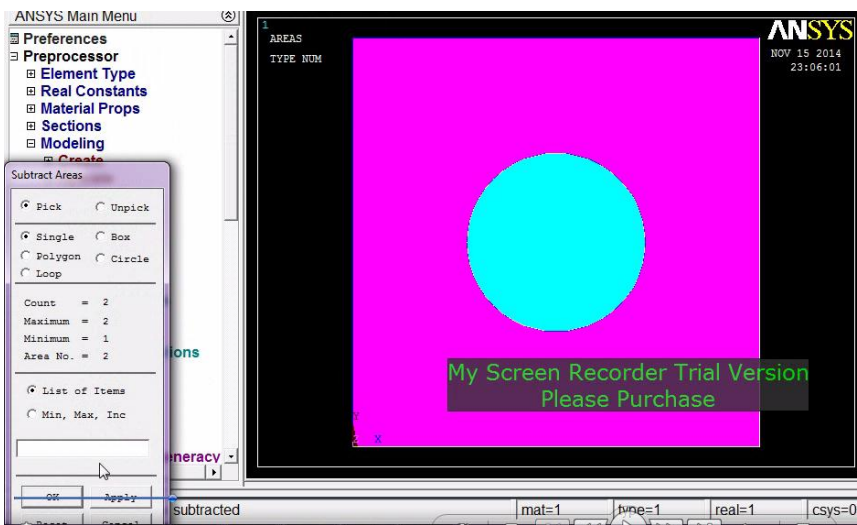 ANSYS Main Menu
Preferences
Preprocessor
Element Type
Real Constants
Material Props
Sections
Modeling
Create
Subtract Areas
Pick Unpick
Single Box
Polygon Circle
Loop
Count = 2
Maximum = 2
Minimum = 1
Area No. = 2
List of Items
Min, Max, Inc
OK Apply
Reset Cancel
ions
neracy
subtracted
mat=1 type=1 real=1 csys=0
1
AREAS
TYPE NUM
ANSYS
NOV 15 2014
23:06:01
My Screen Recorder Trial Version
Please Purchase
Y
X